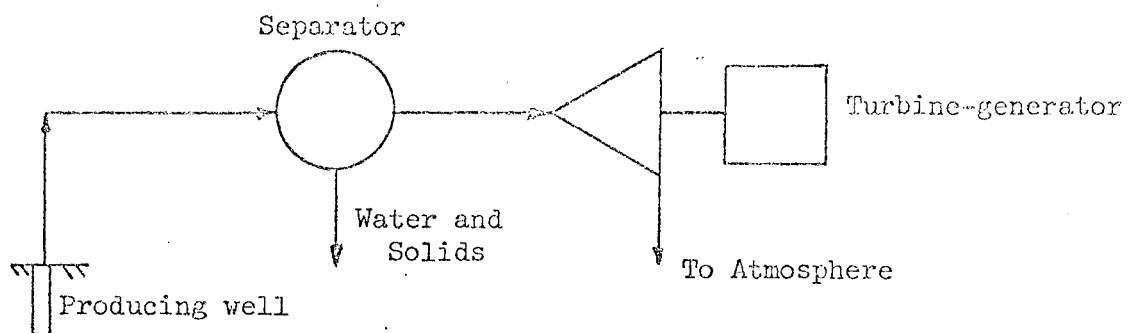 Separator
Turbine-generator
Water and
Solids
To Atmosphere
Producing well